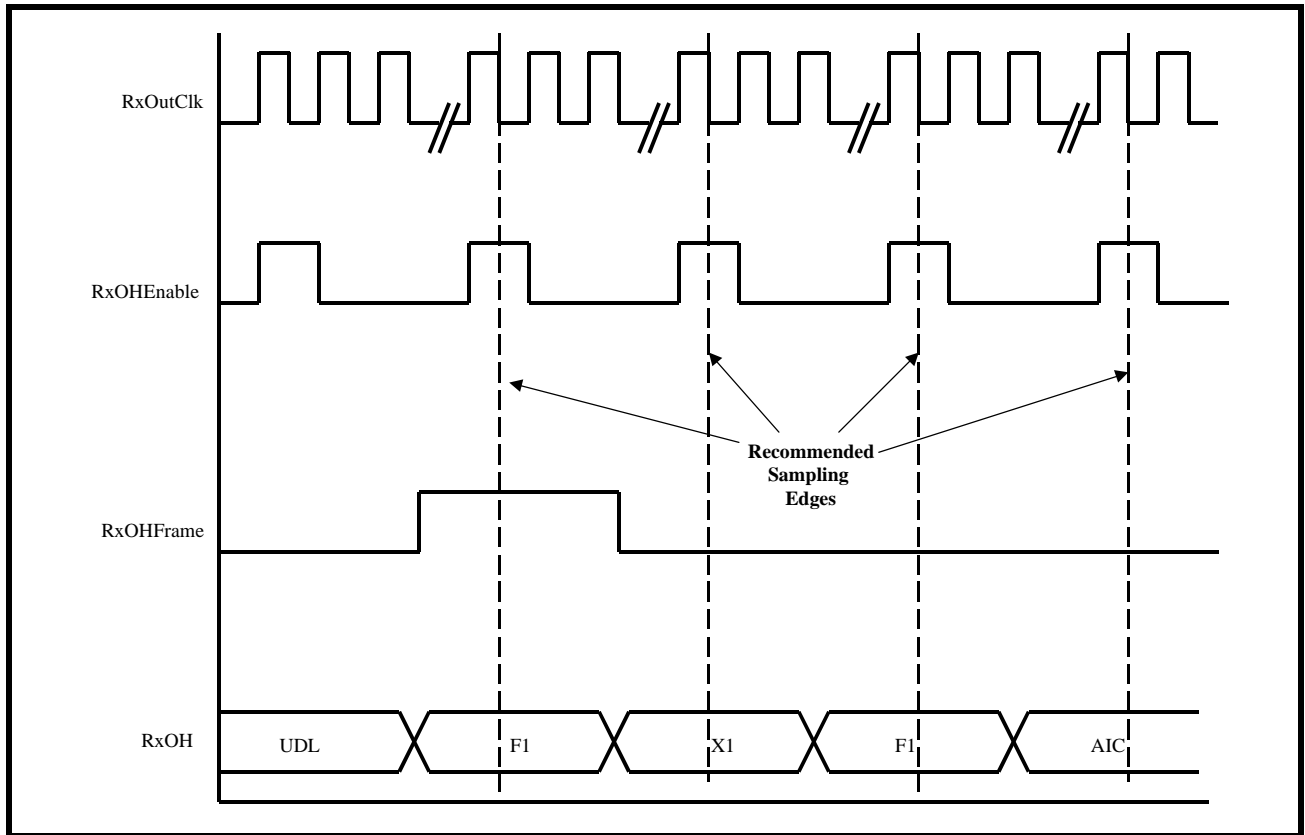 RxOutClk
RxOHEnable
Recommended
Sampling
Edges
RxOHFrame
RxOH
UDL
F1
X1
F1
AIC